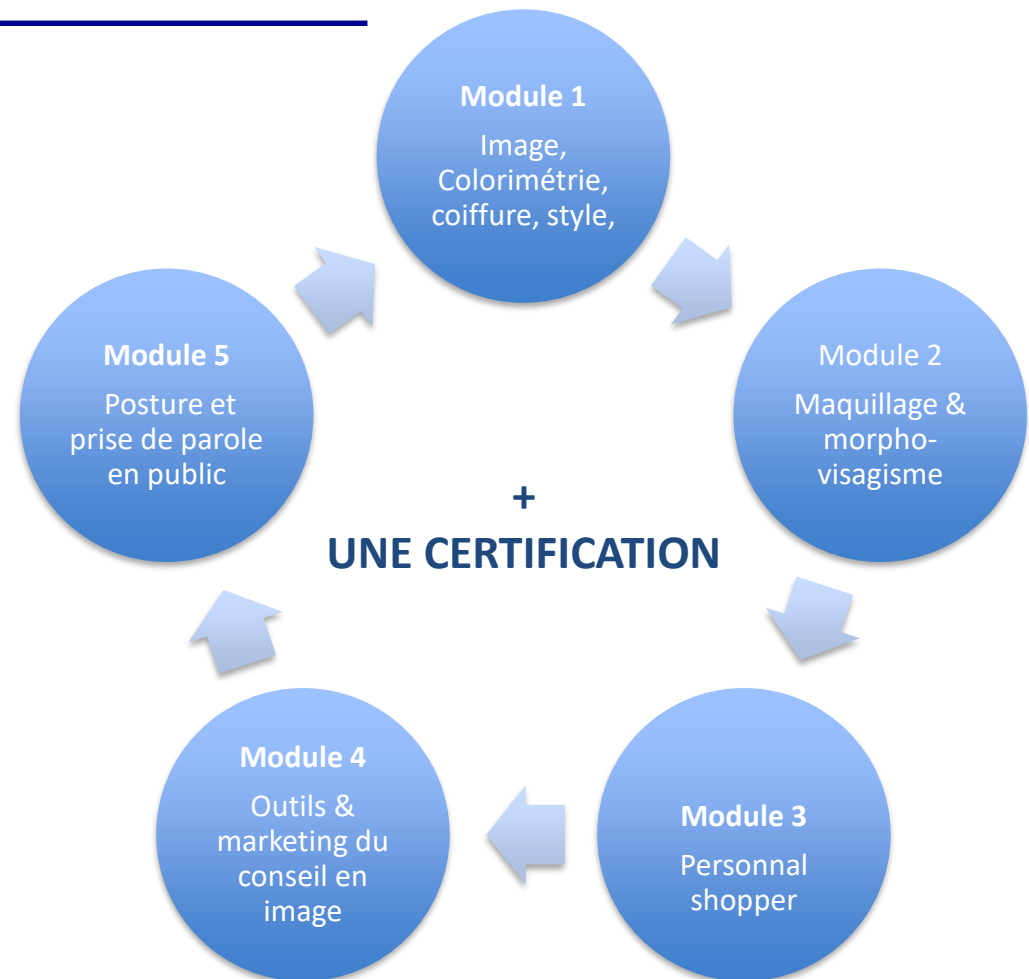 Module 1
Image,
Colorimétrie,
coiffure, style,
Module 2
Maquillage &
morpho-
visagisme
Module 3
Personnal
shopper
Module 4
Outils &
marketing du
conseil en
image
Module 5
Posture et
prise de parole
en public
+
UNE CERTIFICATION